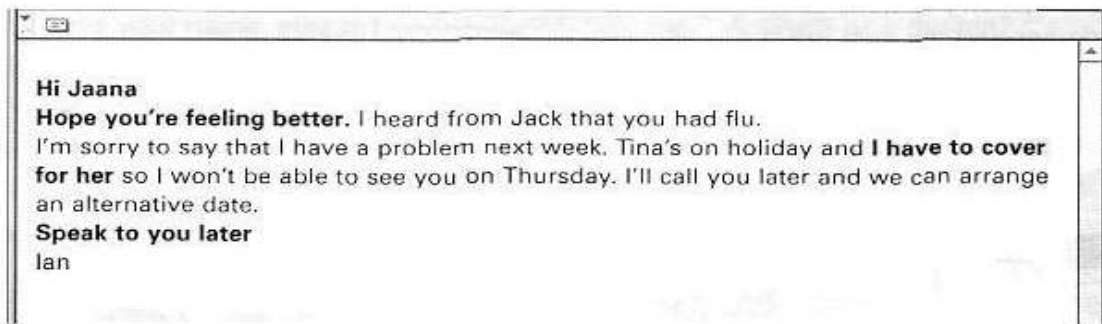 Hi Jaana
Hope you're feeling better. I heard from Jack that you had flu.
I'm sorry to say that I have a problem next week. Tina's on holiday and I have to cover
for her so I won't be able to see you on Thursday. I'll call you later and we can arrange
an alternative date.
Speak to you later
Ian